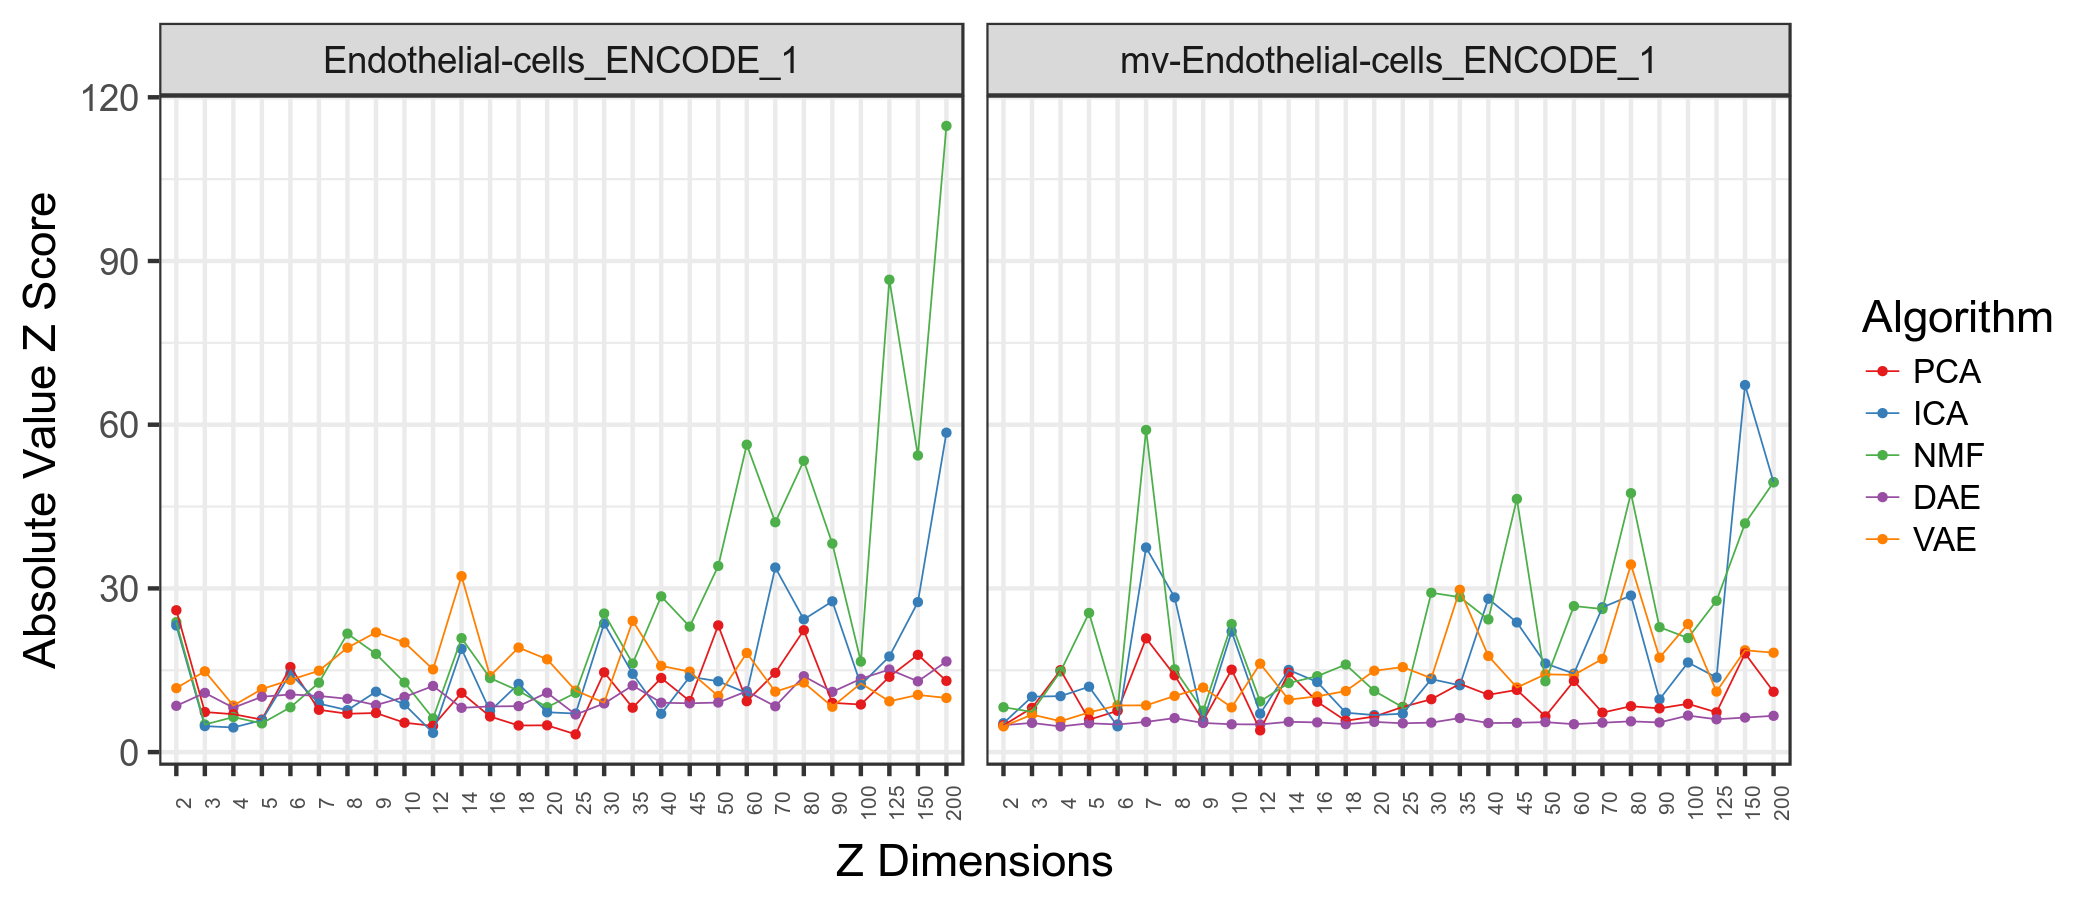 Endothelial-cells_ENCODE_1
mv-Endothelial-cells_ENCODE_1
Absolute Value Z Score
120
90
60
30
0
2 3 4 5 6 7 8 9 10 12 14 16 18 20 25 30 35 40 45 50 60 70 80 90 100 125 150 200
2 3 4 5 6 7 8 9 10 12 14 16 18 20 25 30 35 40 45 50 60 70 80 90 100 125 150 200
Z Dimensions
Algorithm
PCA
ICA
NMF
DAE
VAE